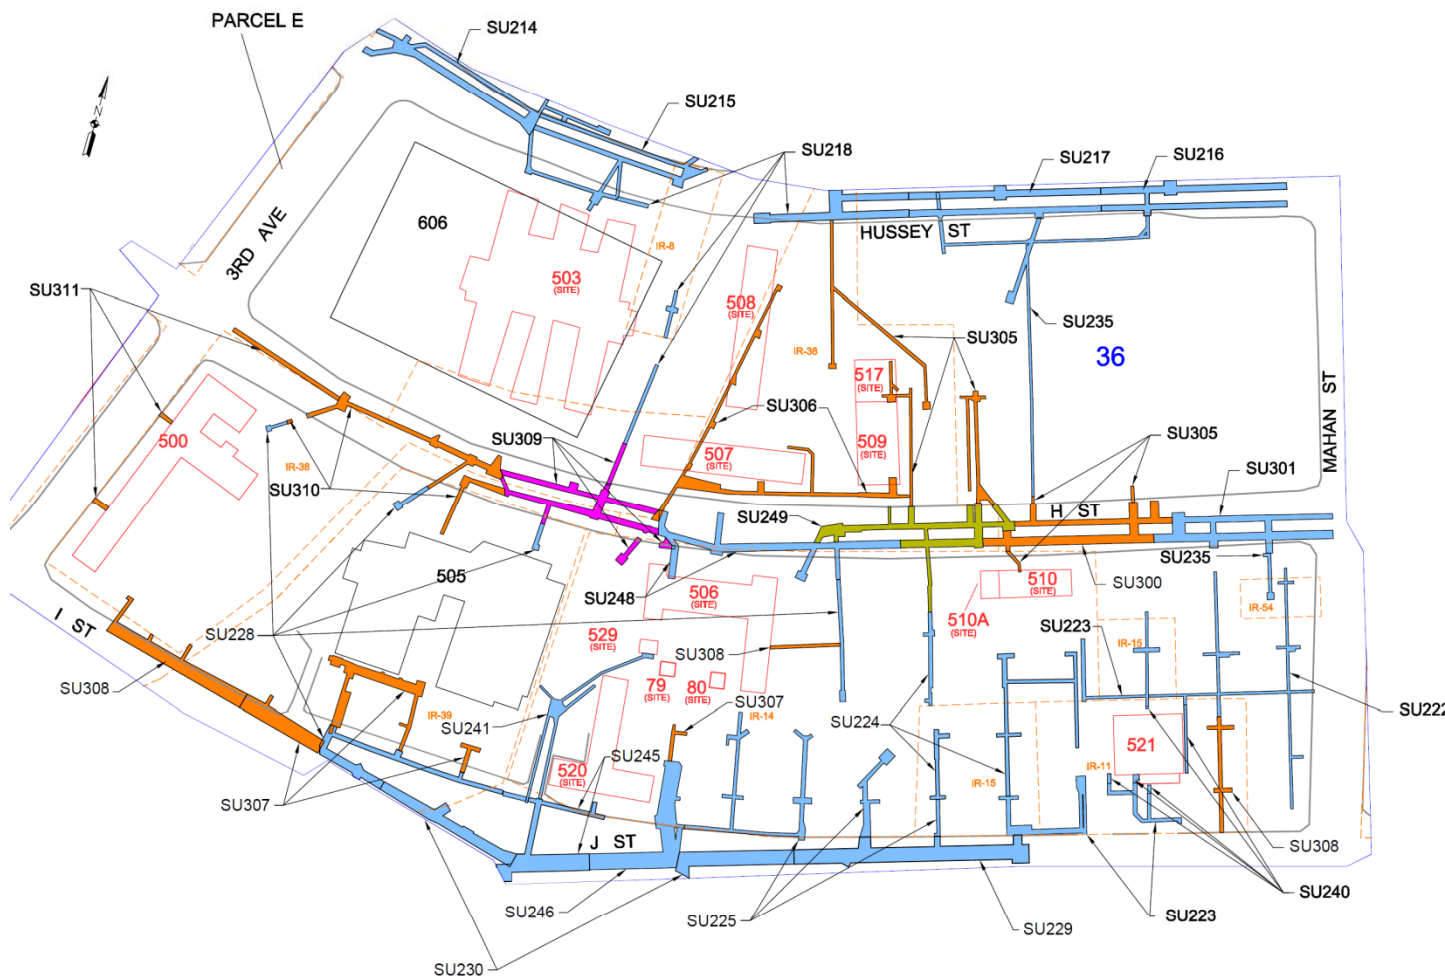 PARCEL E
SU214
SU215
SU218
SU217
SU216
N
3RD AVE
606
IR-8
HUSSEY ST
503
(SITE)
SU311
508
(SITE)
SU235
IR-38
SU305
36
517
(SITE)
MAHAN ST
500
SU306
SU309
507
(SITE)
509
(SITE)
SU305
IR-38
SU310
SU301
SU249
H ST
505
SU300
SU235
510
(SITE)
506
(SITE)
SU248
510A
(SITE)
IR-54
I ST
SU228
529
(SITE)
SU223
IR-15
SU308
SU308
79
(SITE)
80
(SITE)
SU307
IR-39
IR-14
SU241
SU224
SU222
521
SU245
520
(SITE)
IR-11
IR-15
SU307
J ST
SU308
SU240
SU246
SU225
SU229
SU223
SU230